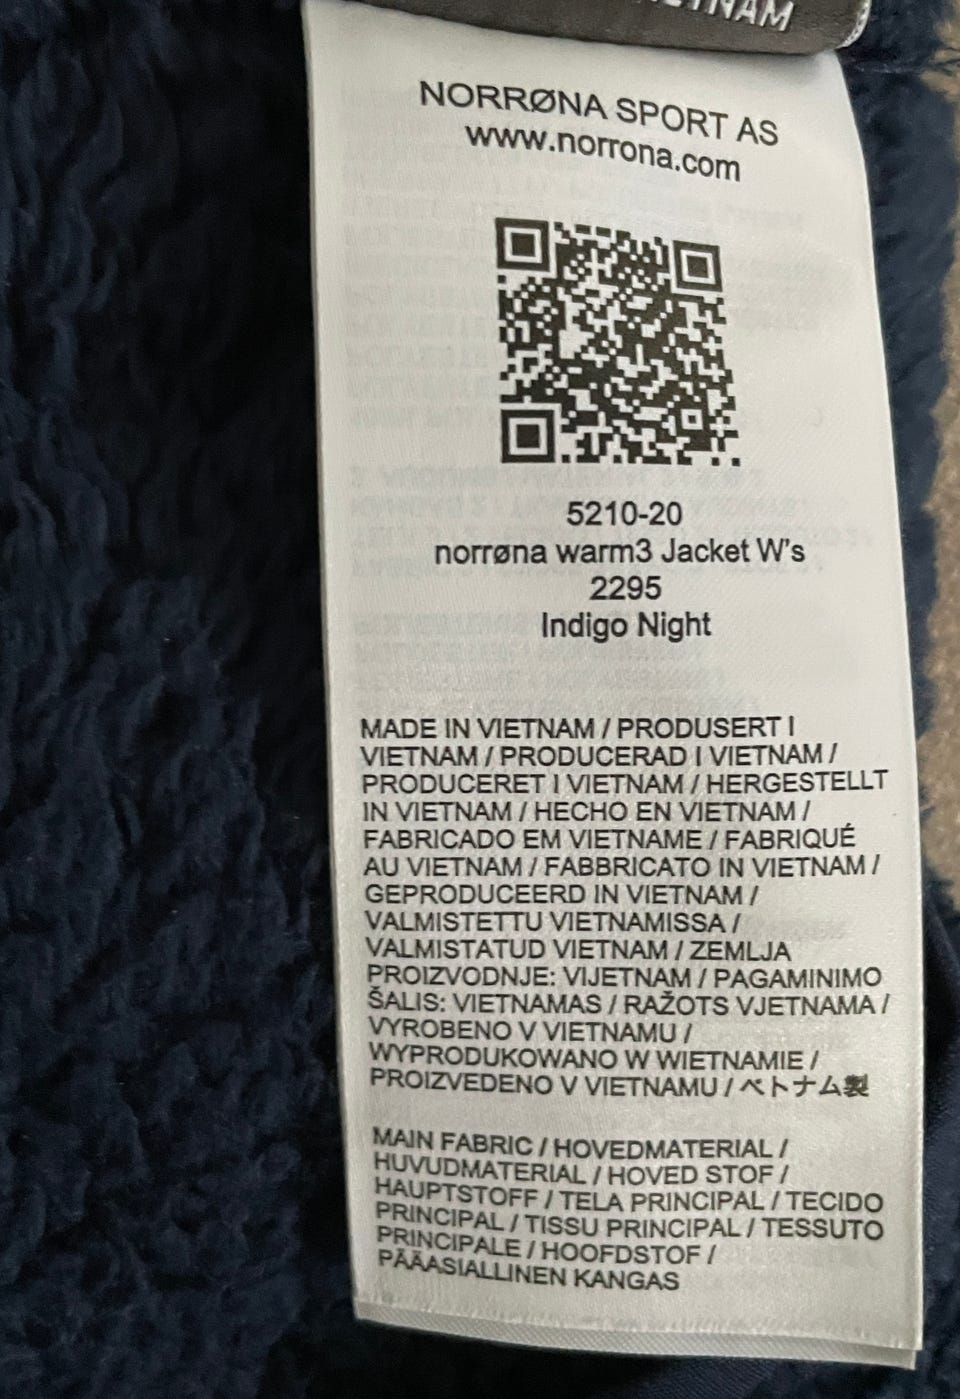 VIETNAM
NORRØNA SPORT AS
www.norrona.com
5210-20
norrøna warm3 Jacket W's
2295
Indigo Night
MADE IN VIETNAM / PRODUSERT I
VIETNAM / PRODUCERAD I VIETNAM /
PRODUCERET I VIETNAM / HERGESTELLT
IN VIETNAM / HECHO EN VIETNAM /
FABRICADO EM VIETNAME / FABRIQUÉ
AU VIETNAM / FABBRICATO IN VIETNAM /
GEPRODUCEERD IN VIETNAM /
VALMISTETTU VIETNAMISSA /
VALMISTATUD VIETNAM / ZEMLJA
PROIZVODNJE: VIJETNAM / PAGAMINIMO
ŠALIS: VIETNAMAS / RAŽOTS VJETNAMA /
VYROBENO V VIETNAMU /
WYPRODUKOWANO W WIETNAMIE /
PROIZVEDENO V VIETNAMU / ベトナム製
MAIN FABRIC / HOVEDMATERIAL /
HUVUDMATERIAL / HOVED STOF /
HAUPTSTOFF / TELA PRINCIPAL / TECIDO
PRINCIPAL / TISSU PRINCIPAL / TESSUTO
PRINCIPALE / HOOFDSTOF /
PÄÄASIALLINEN KANGAS